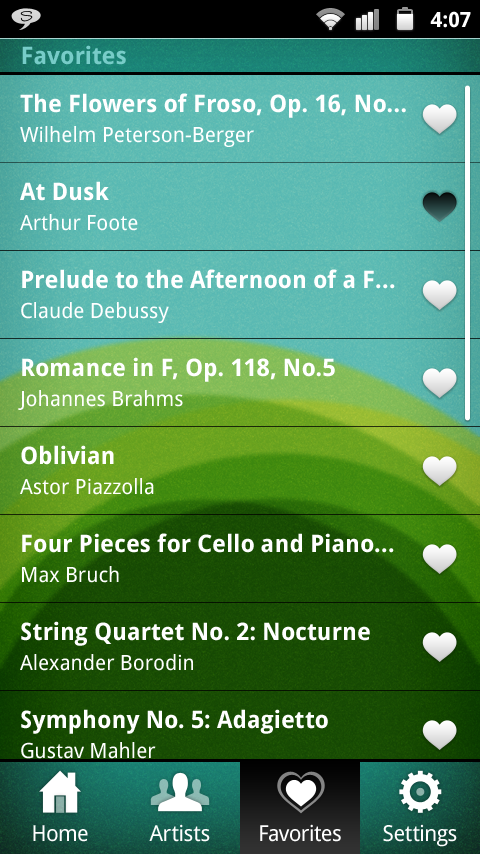 4:07
Favorites
The Flowers of Froso, Op. 16, No...
Wilhelm Peterson-Berger
At Dusk
Arthur Foote
Prelude to the Afternoon of a F...
Claude Debussy
Romance in F, Op. 118, No.5
Johannes Brahms
Oblivian
Astor Piazzolla
Four Pieces for Cello and Piano...
Max Bruch
String Quartet No. 2: Nocturne
Alexander Borodin
Symphony No. 5: Adagietto
Gustav Mahler
Home Artists Favorites Settings